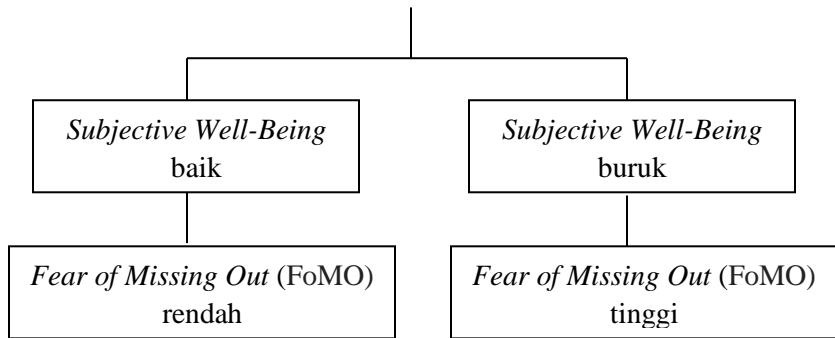 Subjective Well-Being
baik
Subjective Well-Being
buruk
Fear of Missing Out (FoMO)
rendah
Fear of Missing Out (FoMO)
tinggi